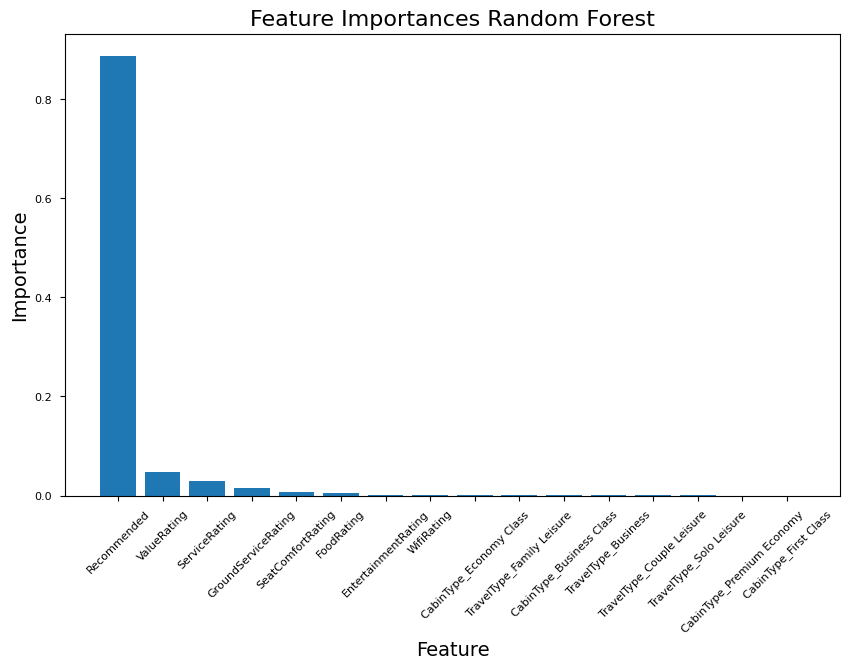 Feature Importances Random Forest
Importance
0.8
0.6
0.4
0.2
0.0
Recommended
ValueRating
ServiceRating
GroundServiceRating
SeatComfortRating
FoodRating
EntertainmentRating
WifiRating
CabinType_Economy Class
TravelType_Family Leisure
CabinType_Business Class
TravelType_Business
TravelType_Couple Leisure
TravelType_Solo Leisure
CabinType_Premium Economy
CabinType_First Class
Feature